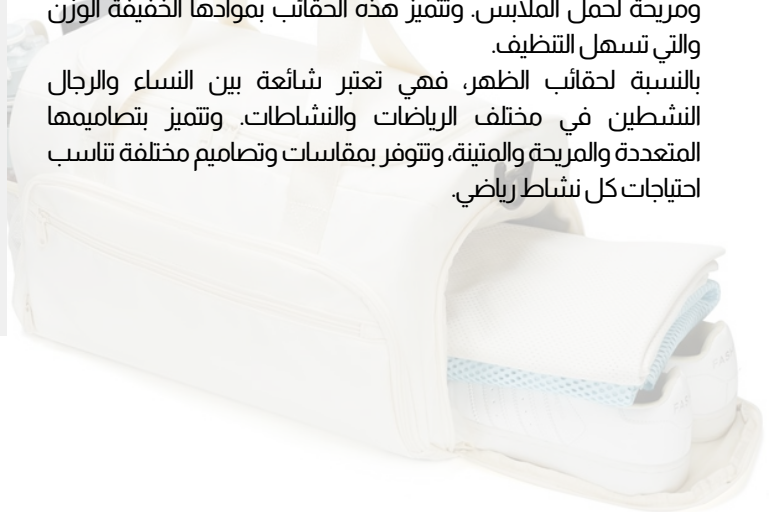 ومريحة لحمل الملابس. وتتميز هذه الحقائب بموادها الخفيفة الوزن
والتي تسهل التنظيف.
بالنسبة لحقائب الظهر، فهي تعتبر شائعة بين النساء والرجال
النشطين في مختلف الرياضات والنشاطات. وتتميز بتصاميمها
المتعددة والمريحة والمتينة، وتتوفر بمقاسات وتصاميم مختلفة تناسب
احتياجات كل نشاط رياضي.